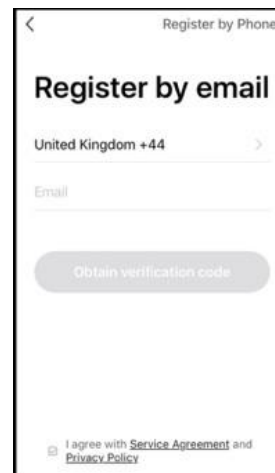 Register by Phone
Register by email
United Kingdom +44
Email
Obtain verification code
I agree with Service Agreement and
Privacy Policy